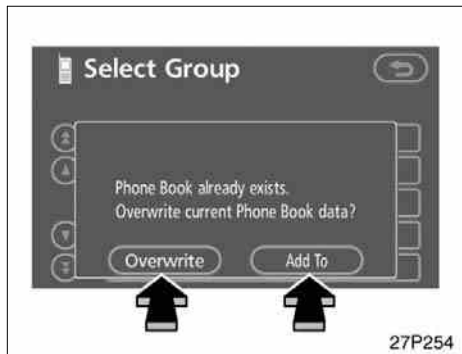 Select Group
Phone Book already exists.
Overwrite current Phone Book data?
Overwrite Add To
27P254